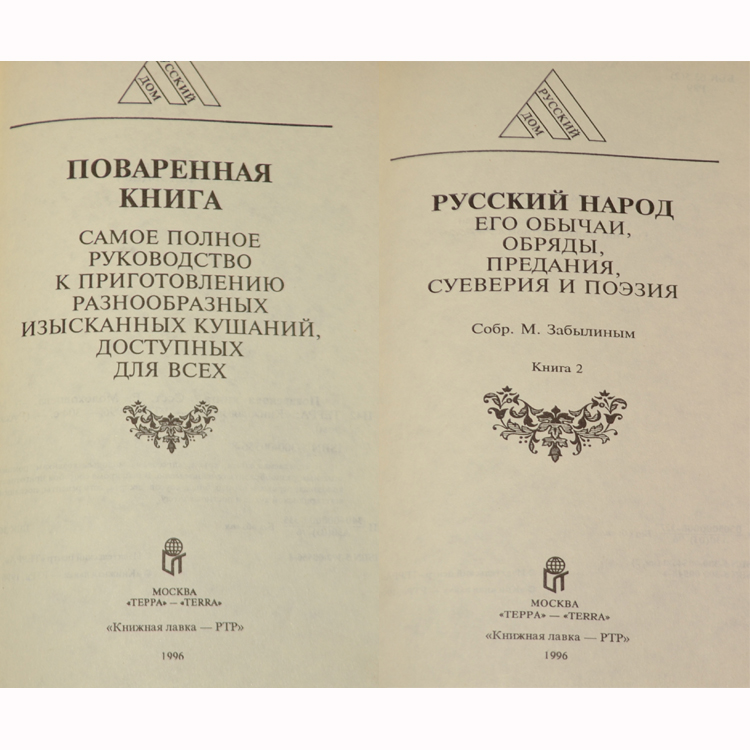 ССКИЙ
ДОМ
ПОВАРЕННАЯ
КНИГА
САМОЕ ПОЛНОЕ
РУКОВОДСТВО
К ПРИГОТОВЛЕНИЮ
РАЗНООБРАЗНЫХ
ИЗЫСКАННЫХ КУШАНИЙ,
ДОСТУПНЫХ
ДЛЯ ВСЕХ
МОСКВА
«ТЕРРА» — «TERRA»
«Книжная лавка — РТР»
1996
РУССКИЙ
ДОМ
РУССКИЙ НАРОД
ЕГО ОБЫЧАИ,
ОБРЯДЫ,
ПРЕДАНИЯ,
СУЕВЕРИЯ И ПОЭЗИЯ
Собр. М. Забылиным
Книга 2
МОСКВА
«ТЕРРА» — «TERRA»
«Книжная лавка — РТР»
1996